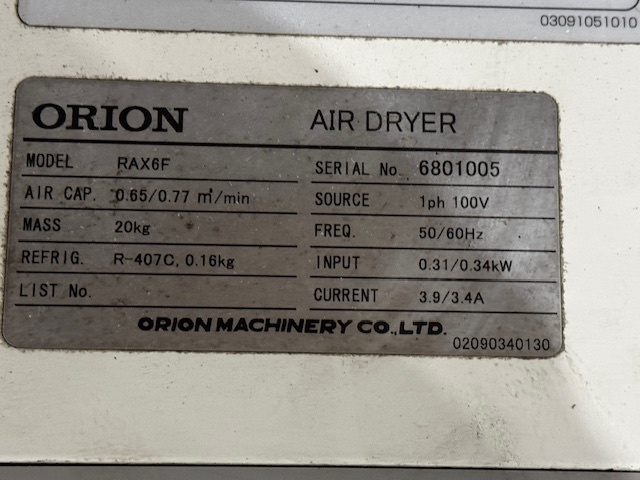 03091051010
ORION AIR DRYER
MODEL RAX6F
SERIAL No. 6801005
AIR CAP. 0.65/0.77 m³/min
SOURCE 1ph 100V
MASS 20kg
FREQ. 50/60Hz
REFRIG. R-407C, 0.16kg
INPUT 0.31/0.34kW
LIST No.
CURRENT 3.9/3.4A
ORION MACHINERY CO.,LTD.
02090340130